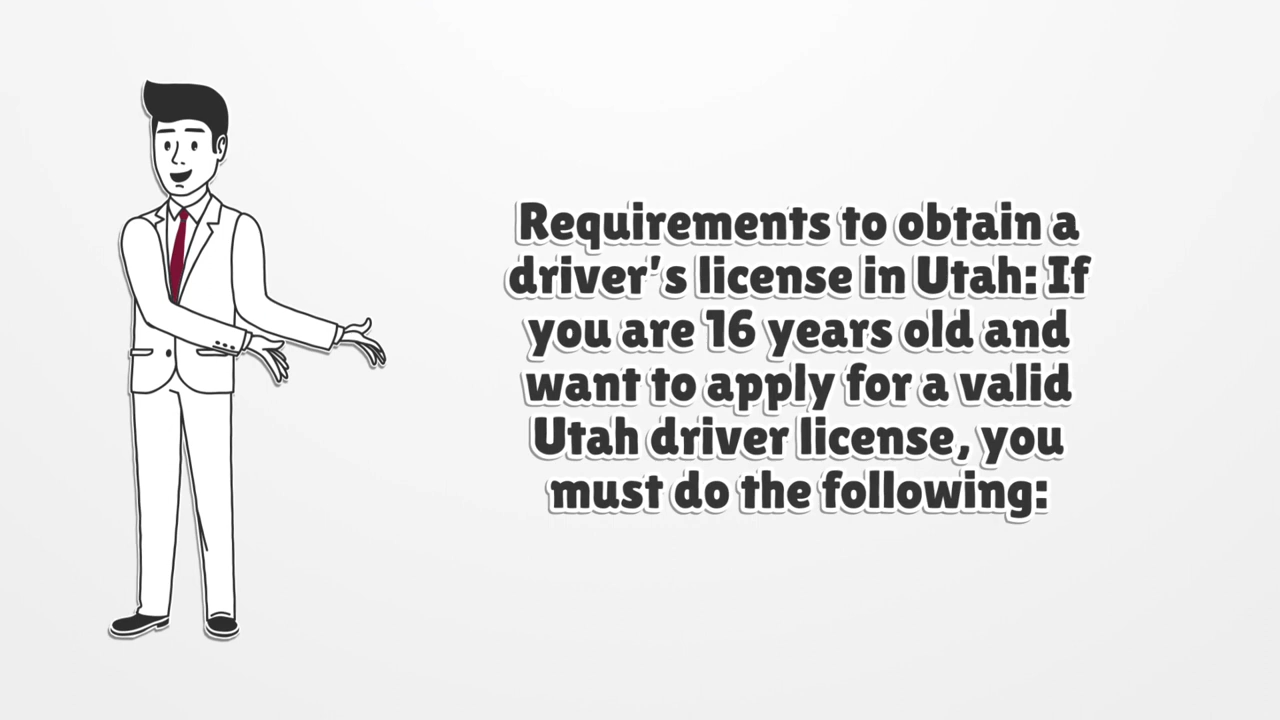 Requirements to obtain a
driver's license in Utah: If
you are 16 years old and
want to apply for a valid
Utah driver license, you
must do the following: